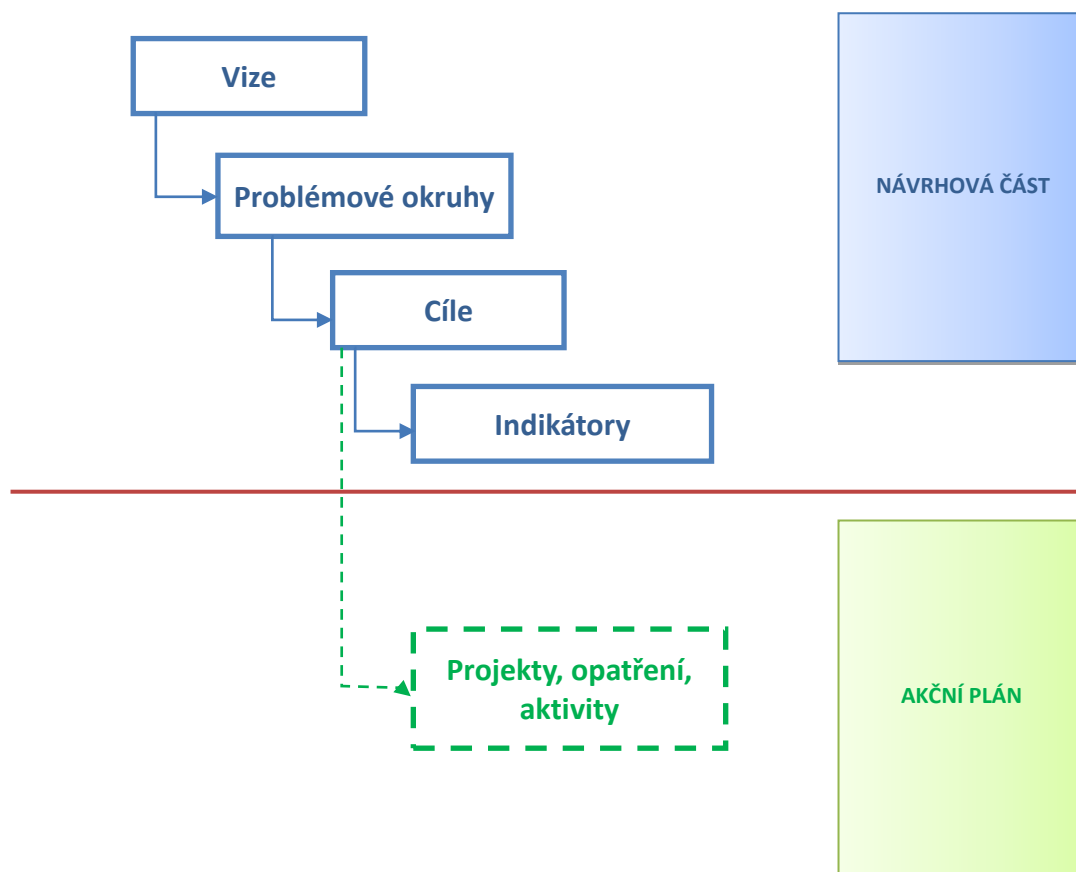 Vize
Problémové okruhy
NÁVRHOVÁ ČÁST
Cíle
Indikátory
Projekty, opatření,
aktivity
AKČNÍ PLÁN